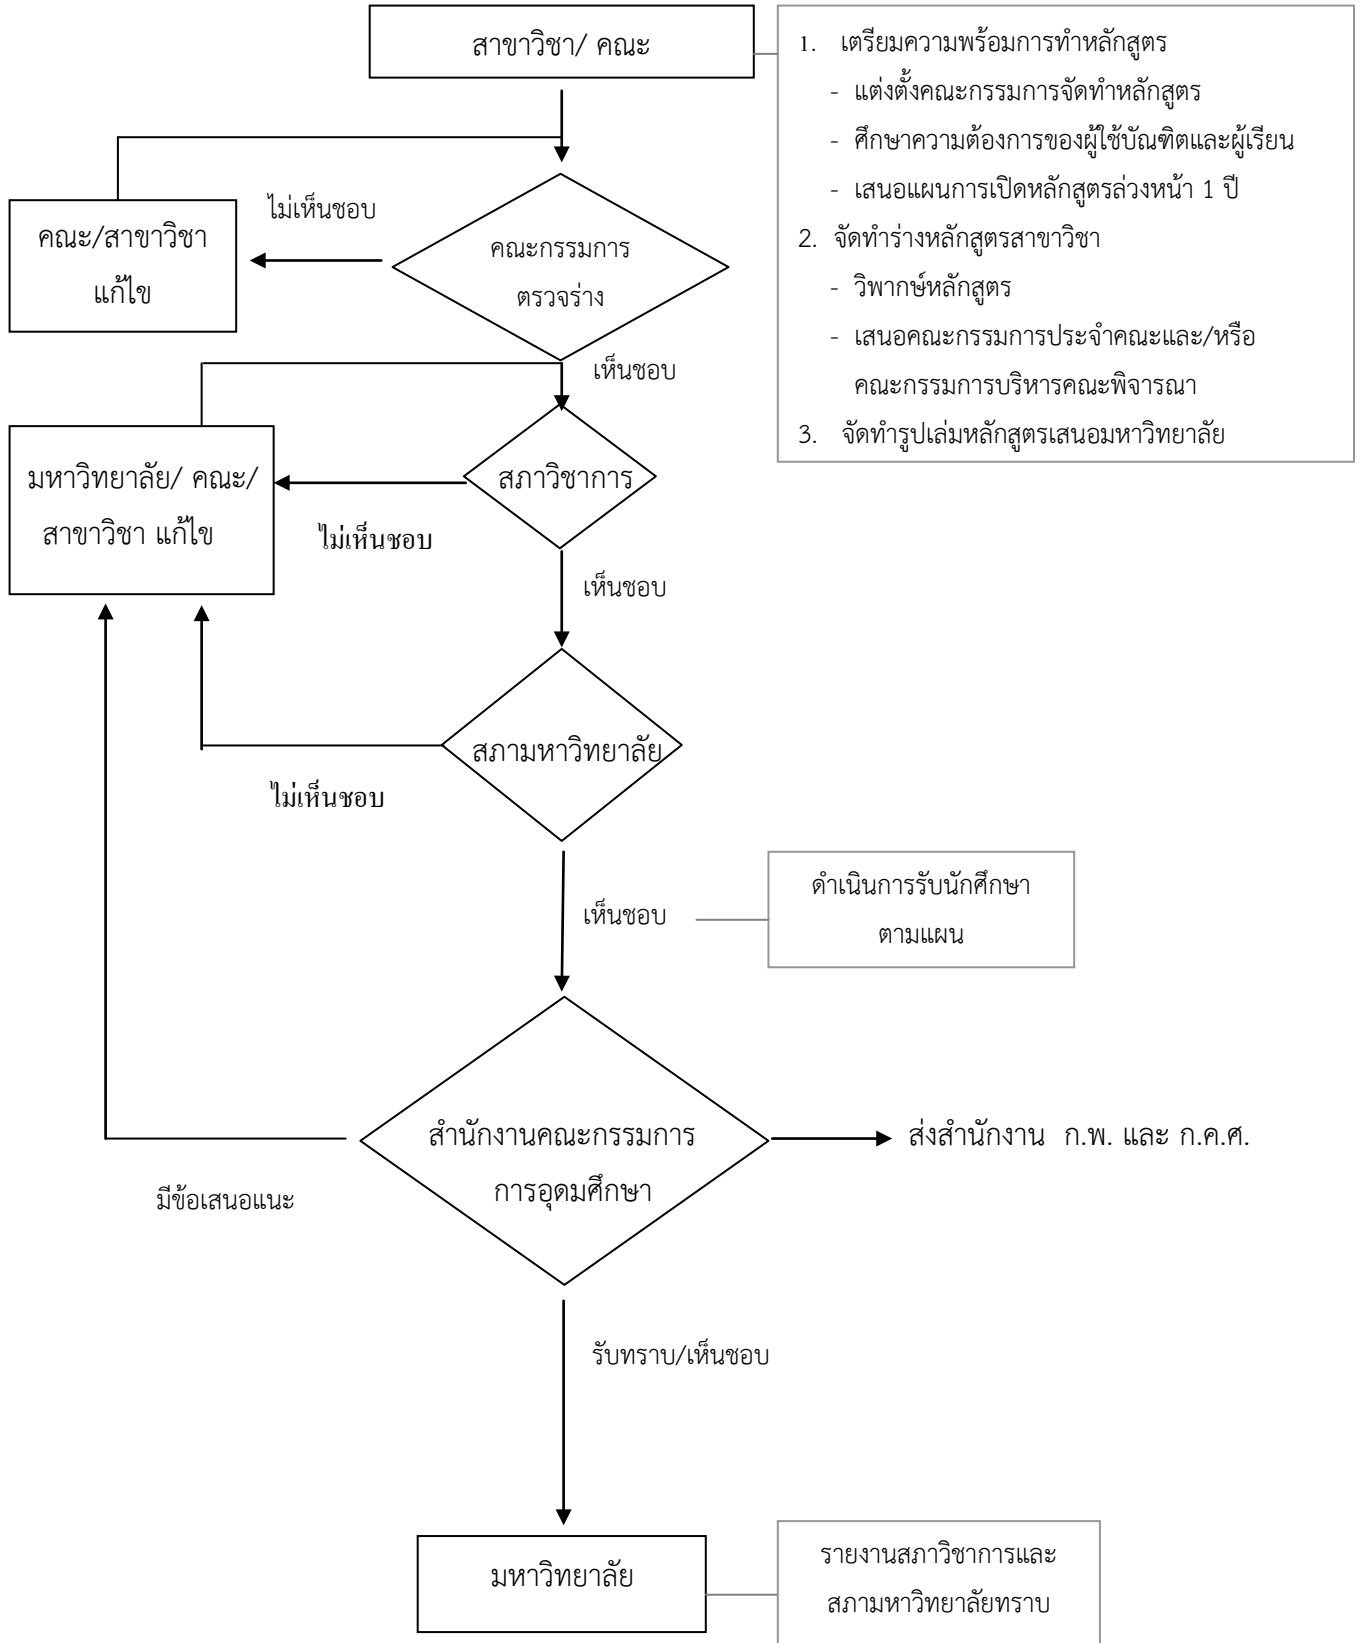 สาขาวิชา/ คณะ
1. เตรียมความพร้อมการทำหลักสูตร
- แต่งตั้งคณะกรรมการจัดทำหลักสูตร
- ศึกษาความต้องการของผู้ใช้บัณฑิตและผู้เรียน
- เสนอแผนการเปิดหลักสูตรล่วงหน้า 1 ปี
2. จัดทำร่างหลักสูตรสาขาวิชา
- วิพากษ์หลักสูตร
- เสนอคณะกรรมการประจำคณะและ/หรือ
คณะกรรมการบริหารคณะพิจารณา
3. จัดทำรูปเล่มหลักสูตรเสนอมหาวิทยาลัย
ไม่เห็นชอบ
คณะ/สาขาวิชา
แก้ไข
คณะกรรมการ
ตรวจร่าง
เห็นชอบ
มหาวิทยาลัย/ คณะ/
สาขาวิชา แก้ไข
สภาวิชาการ
ไม่เห็นชอบ
เห็นชอบ
สภามหาวิทยาลัย
ไม่เห็นชอบ
เห็นชอบ
ดำเนินการรับนักศึกษา
ตามแผน
สำนักงานคณะกรรมการ
การอุดมศึกษา
ส่งสำนักงาน ก.พ. และ ก.ค.ศ.
มีข้อเสนอแนะ
รับทราบ/เห็นชอบ
มหาวิทยาลัย
รายงานสภาวิชาการและ
สภามหาวิทยาลัยทราบ